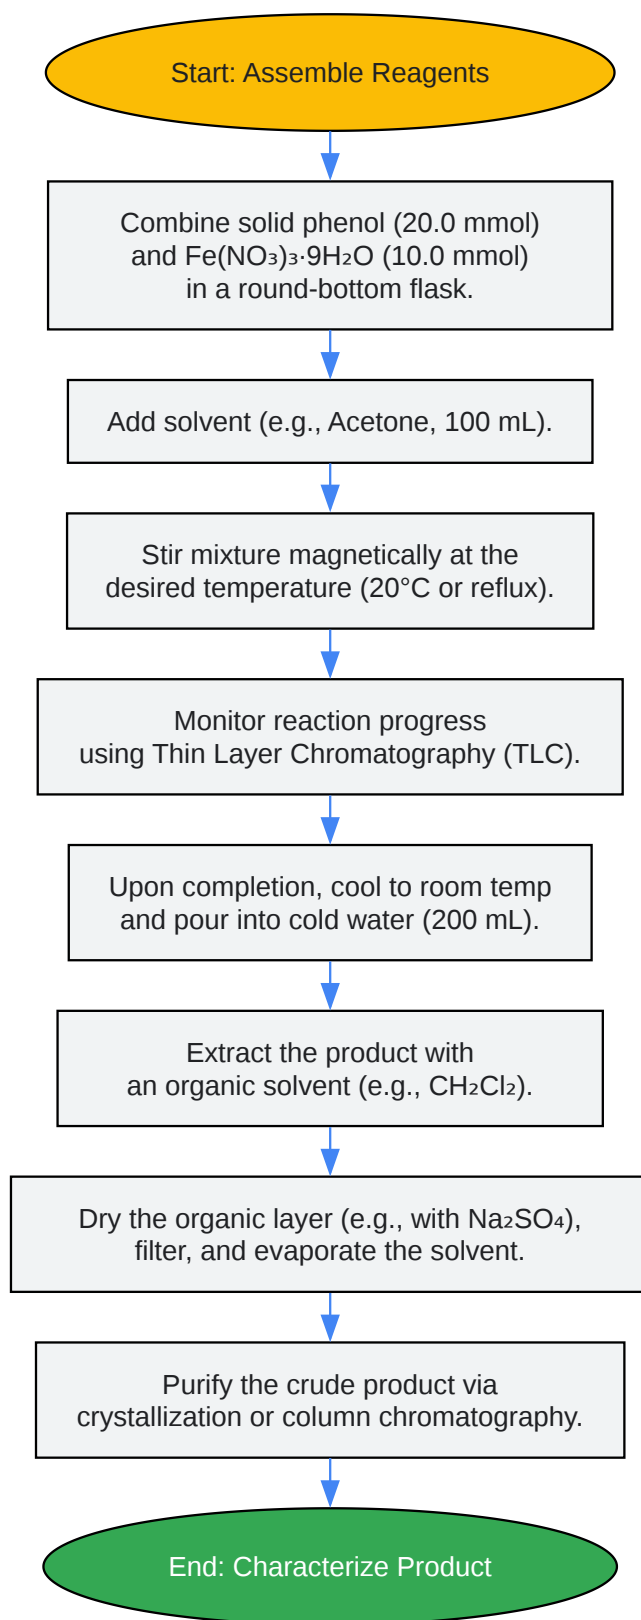 Start: Assemble Reagents
Combine solid phenol (20.0 mmol)
and Fe(NO₃)₃·9H₂O (10.0 mmol)
in a round-bottom flask.
Add solvent (e.g., Acetone, 100 mL).
Stir mixture magnetically at the
desired temperature (20°C or reflux).
Monitor reaction progress
using Thin Layer Chromatography (TLC).
Upon completion, cool to room temp
and pour into cold water (200 mL).
Extract the product with
an organic solvent (e.g., CH₂Cl₂).
Dry the organic layer (e.g., with Na₂SO₄),
filter, and evaporate the solvent.
Purify the crude product via
crystallization or column chromatography.
End: Characterize Product